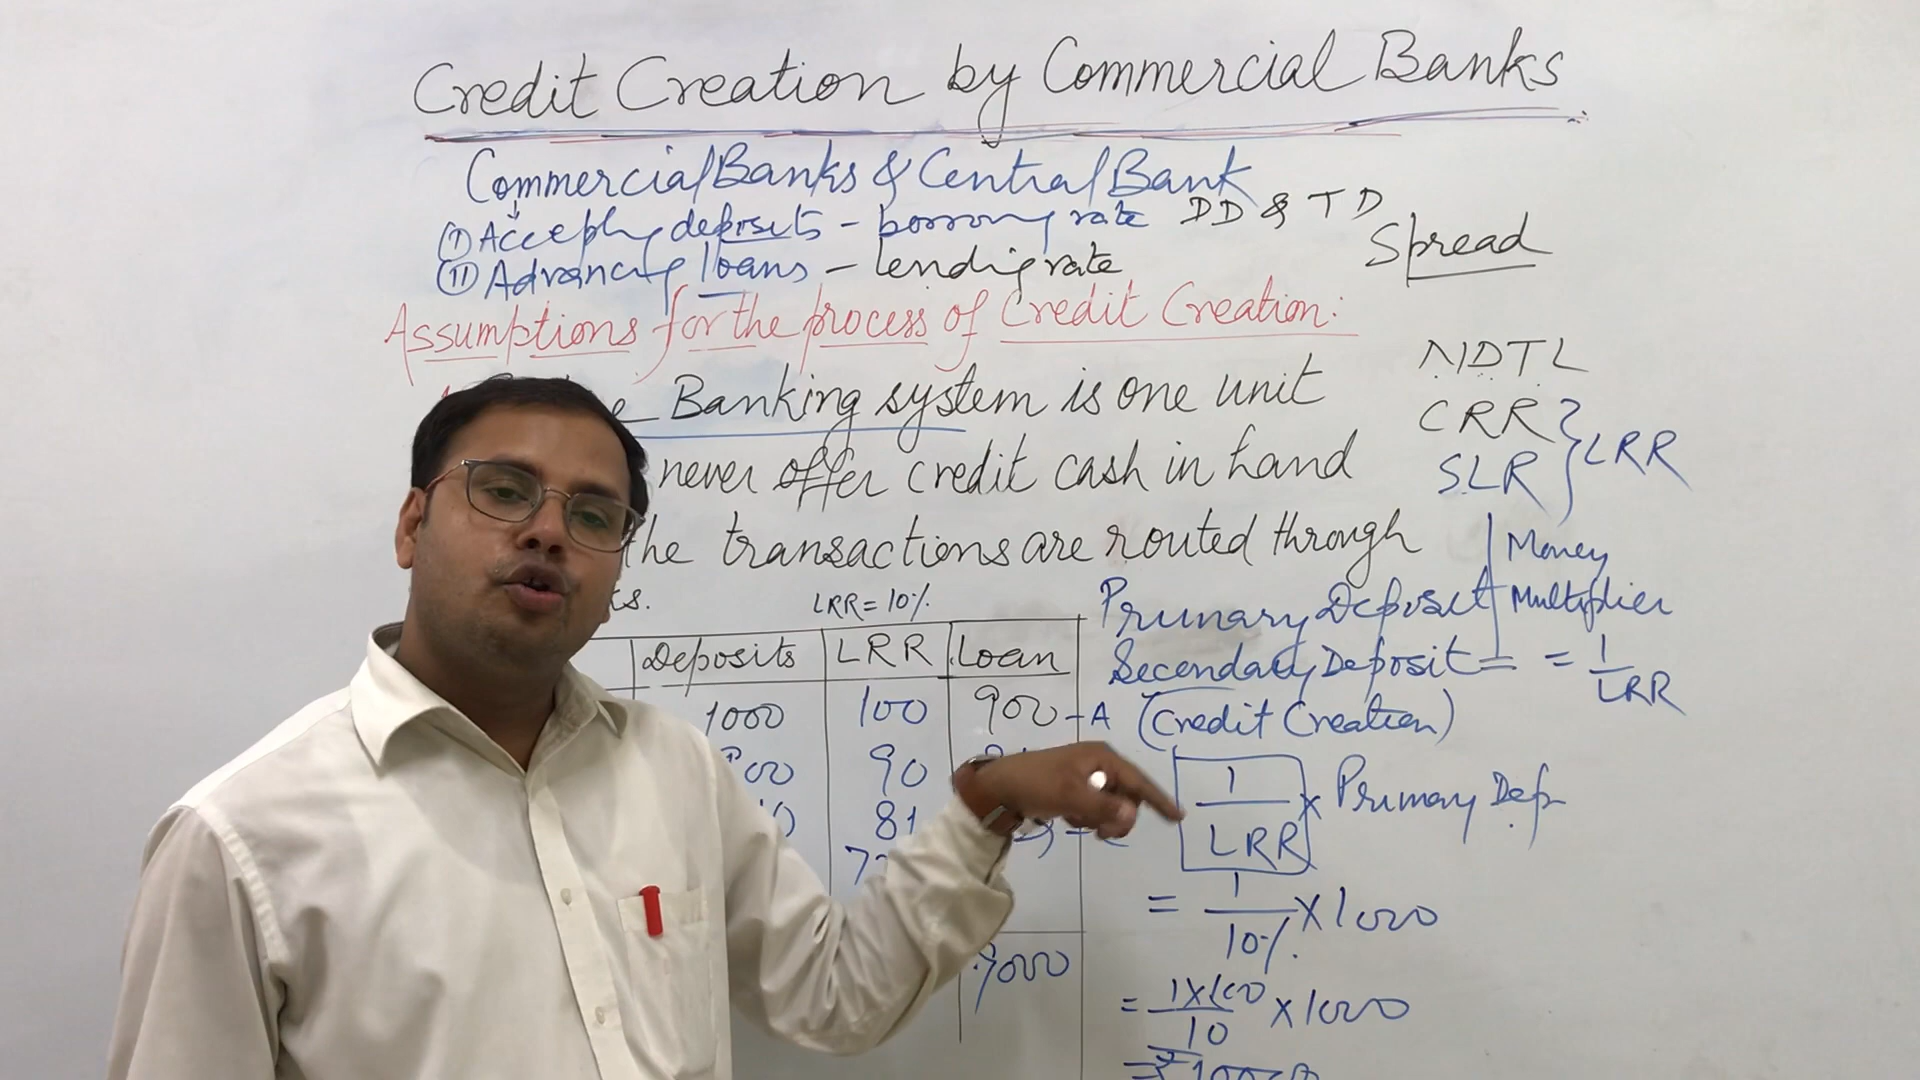 Credit Creation by Commercial Banks
Commercial Banks & Central Bank
(I) Accepting deposits - borrowing rate DD & TD
Spread
(II) Advancing loans - lending rate
Assumptions for the process of Credit Creation:
NDTL
Banking system is one unit
CRR
SLR } LRR
never offer credit cash in hand
the transactions are routed through
Money
Multiplier
= 1
LRR
LRR = 10%
Primary Deposit
Secendary Deposit =
(Credit Creation)
Deposits LRR Loan
1000 100 900 - A
90
81
9000
1
LRR
× Primary Dep
= 1
10%
× 1000
= 1×100
10
× 1000